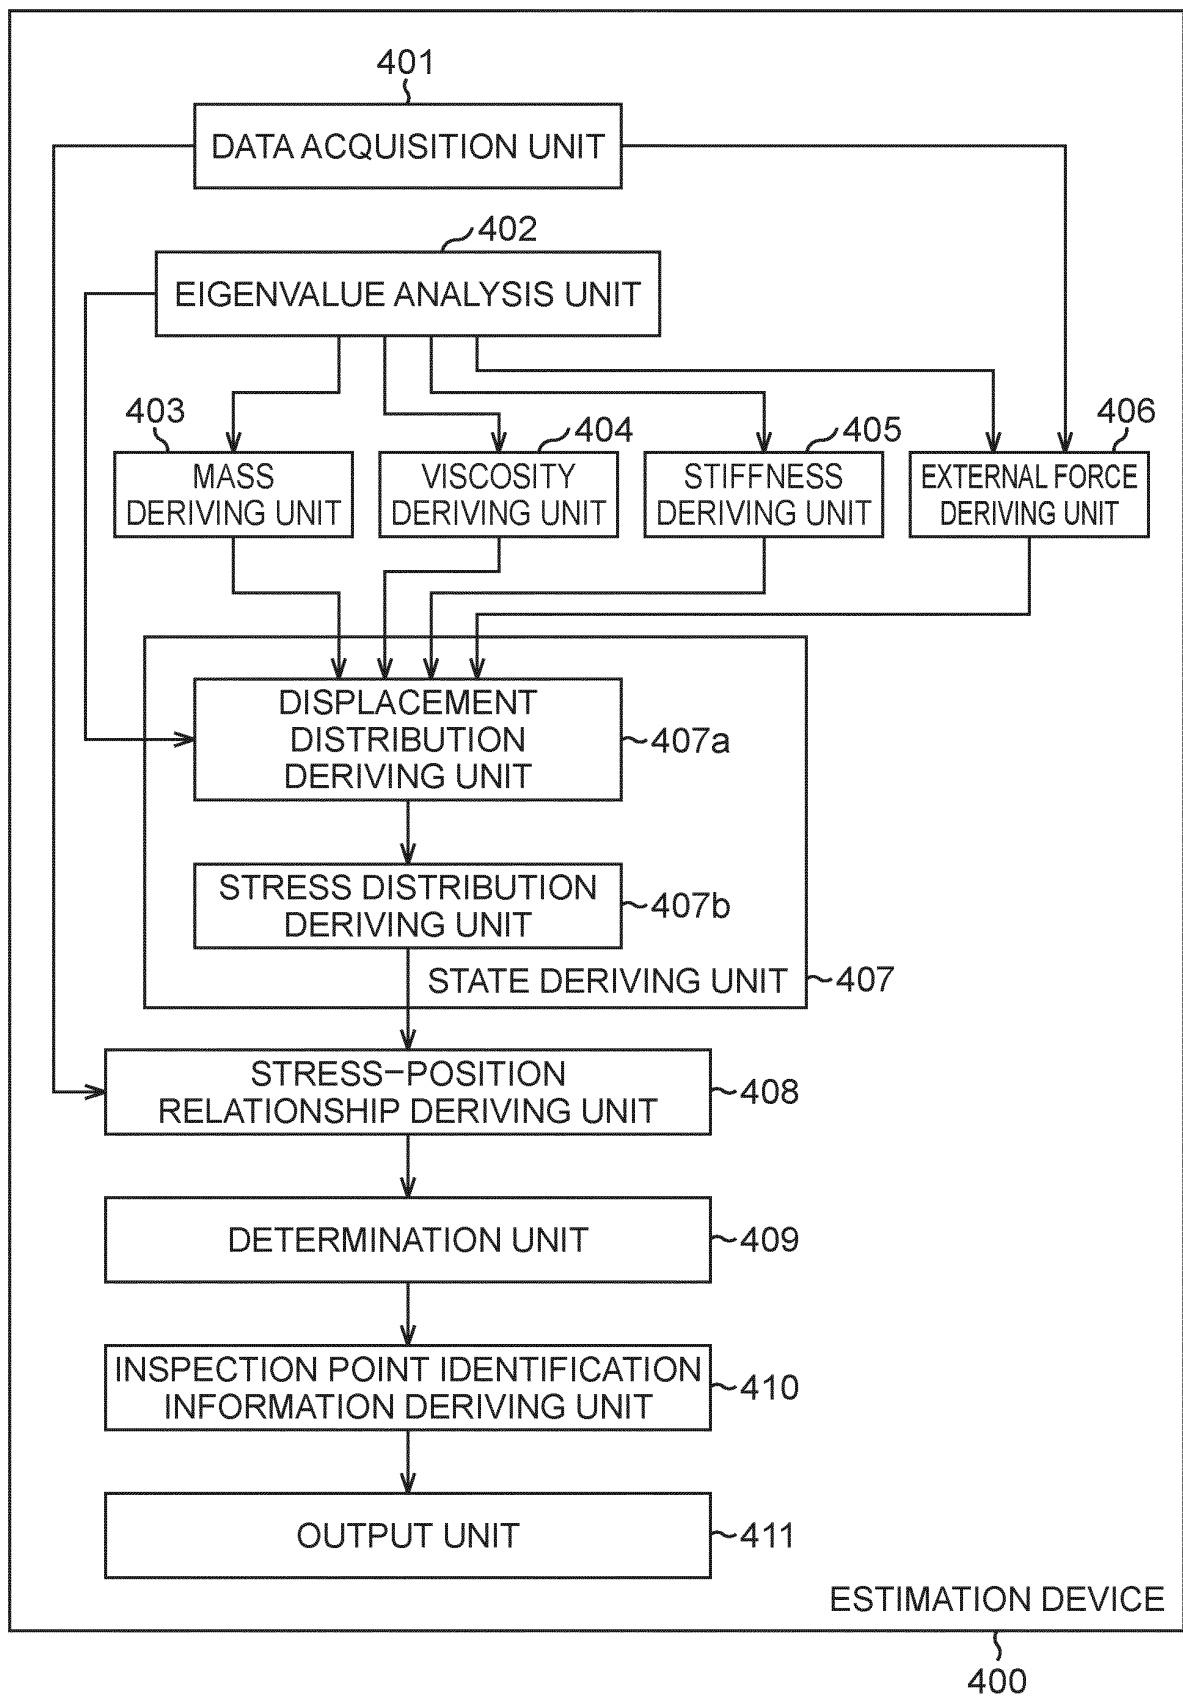 401
DATA ACQUISITION UNIT
402
EIGENVALUE ANALYSIS UNIT
403
MASS
DERIVING UNIT
404
VISCOSITY
DERIVING UNIT
405
STIFFNESS
DERIVING UNIT
406
EXTERNAL FORCE
DERIVING UNIT
DISPLACEMENT
DISTRIBUTION
DERIVING UNIT
407a
STRESS DISTRIBUTION
DERIVING UNIT
407b
STATE DERIVING UNIT
407
STRESS-POSITION
RELATIONSHIP DERIVING UNIT
408
DETERMINATION UNIT
409
INSPECTION POINT IDENTIFICATION
INFORMATION DERIVING UNIT
410
OUTPUT UNIT
411
ESTIMATION DEVICE
400